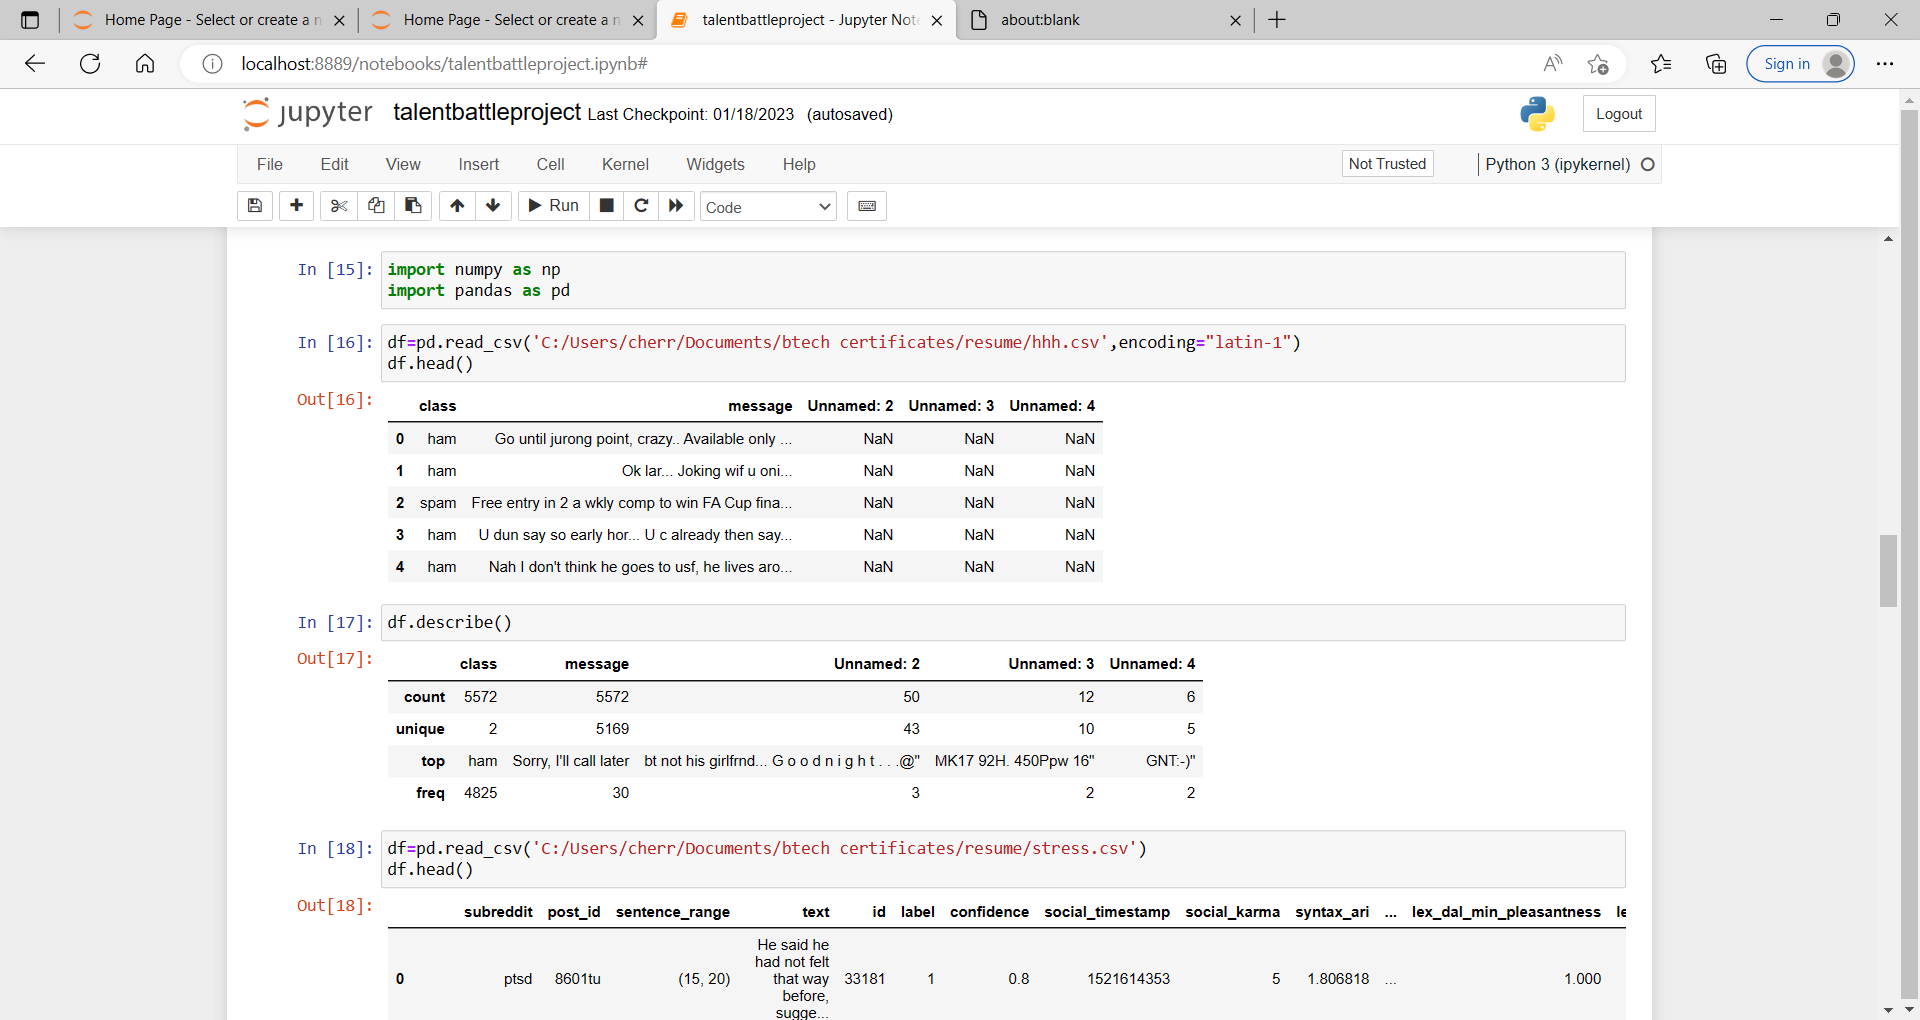 Home Page - Select or create a n
Home Page - Select or create a n
talentbattleproject - Jupyter Note
about:blank
localhost:8889/notebooks/talentbattleproject.ipynb#
Sign in
jupyter talentbattleproject Last Checkpoint: 01/18/2023 (autosaved)
Logout
File Edit View Insert Cell Kernel Widgets Help
Not Trusted
Python 3 (ipykernel)
Run
Code
In [15]: import numpy as np
import pandas as pd
In [16]: df=pd.read_csv('C:/Users/cherr/Documents/btech certificates/resume/hhh.csv',encoding="latin-1")
df.head()
Out[16]:
class message Unnamed: 2 Unnamed: 3 Unnamed: 4
0 ham Go until jurong point, crazy.. Available only ... NaN NaN NaN
1 ham Ok lar... Joking wif u oni... NaN NaN NaN
2 spam Free entry in 2 a wkly comp to win FA Cup fina... NaN NaN NaN
3 ham U dun say so early hor... U c already then say... NaN NaN NaN
4 ham Nah I don't think he goes to usf, he lives aro... NaN NaN NaN
In [17]: df.describe()
Out[17]:
class message Unnamed: 2 Unnamed: 3 Unnamed: 4
count 5572 5572 50 12 6
unique 2 5169 43 10 5
top ham Sorry, I'll call later bt not his girlfrnd... G o o d n i g h t . . .@" MK17 92H. 450Ppw 16" GNT:-)"
freq 4825 30 3 2 2
In [18]: df=pd.read_csv('C:/Users/cherr/Documents/btech certificates/resume/stress.csv')
df.head()
Out[18]:
subreddit post_id sentence_range text id label confidence social_timestamp social_karma syntax_ari ... lex_dal_min_pleasantness le
He said he
had not felt
0 ptsd 8601tu (15, 20) that way 33181 1 0.8 1521614353 5 1.806818 ... 1.000
before,
sugge...